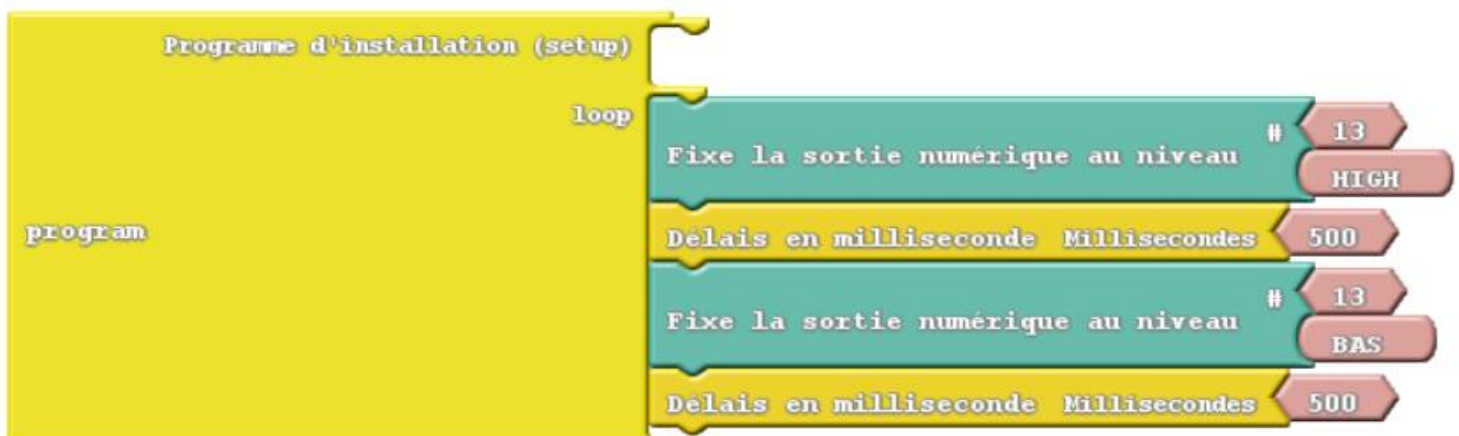 Programme d'installation (setup)
loop
program
Fixe la sortie numérique au niveau # 13
HIGH
Délais en milliseconde Millisecondes 500
Fixe la sortie numérique au niveau # 13
BAS
Délais en milliseconde Millisecondes 500